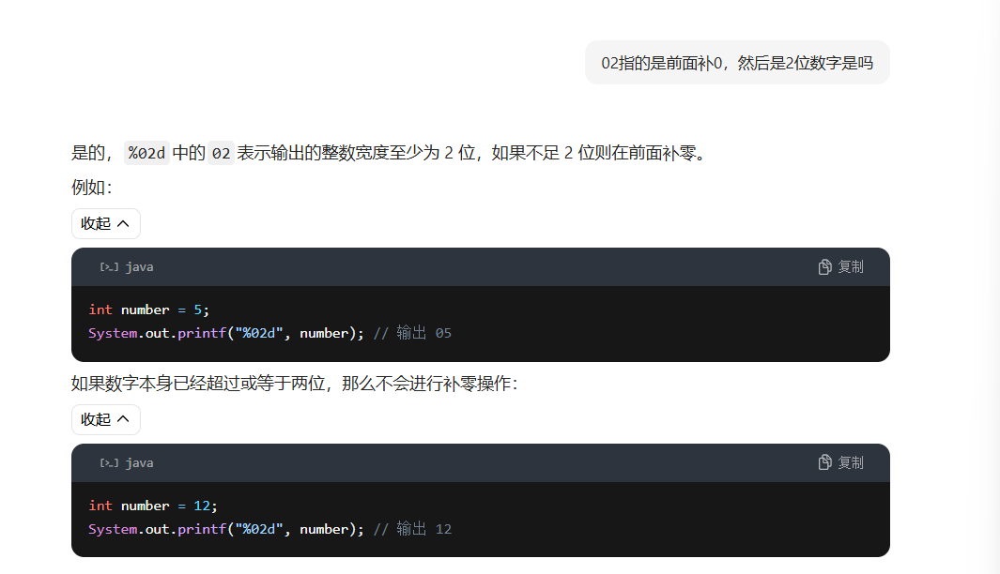 02指的是前面补0，然后是2位数字是吗
是的， %02d 中的 02 表示输出的整数宽度至少为 2 位，如果不足 2 位则在前面补零。
例如：
收起
[>_] java 复制
int number = 5;
System.out.printf("%02d", number); // 输出 05
如果数字本身已经超过或等于两位，那么不会进行补零操作：
收起
[>_] java 复制
int number = 12;
System.out.printf("%02d", number); // 输出 12